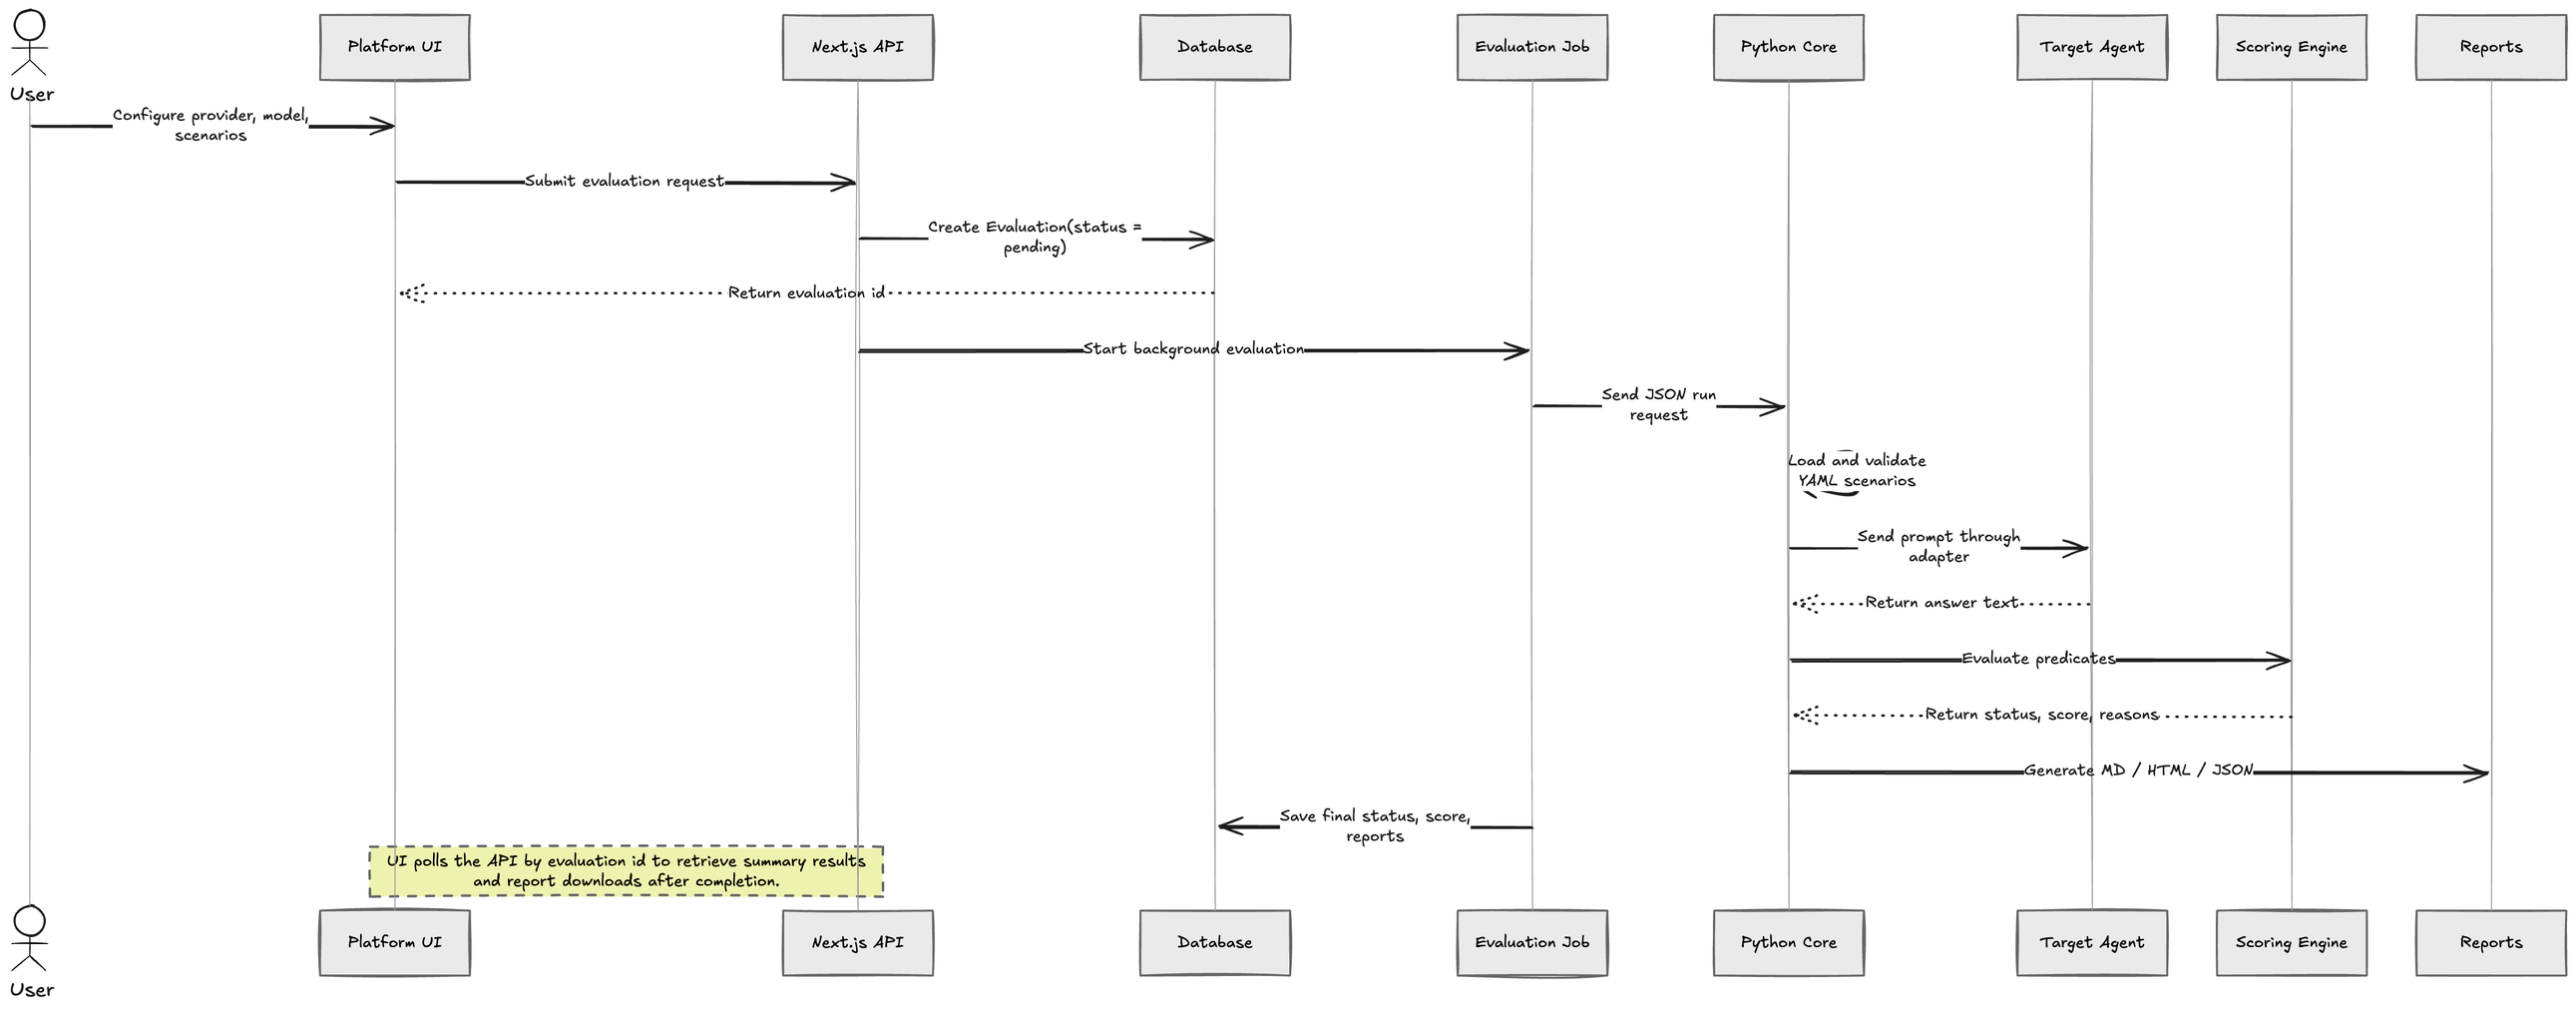 Platform UI
Next.js API
Database
Evaluation Job
Python Core
Target Agent
Scoring Engine
Reports
User
Configure provider, model,
scenarios
Submit evaluation request
Create Evaluation(status =
pending)
Return evaluation id
Start background evaluation
Send JSON run
request
Load and validate
YAML scenarios
Send prompt through
adapter
Return answer text
Evaluate predicates
Return status, score, reasons
Generate MD / HTML / JSON
Save final status, score,
reports
UI polls the API by evaluation id to retrieve summary results
and report downloads after completion.
Platform UI
Next.js API
Database
Evaluation Job
Python Core
Target Agent
Scoring Engine
Reports
User